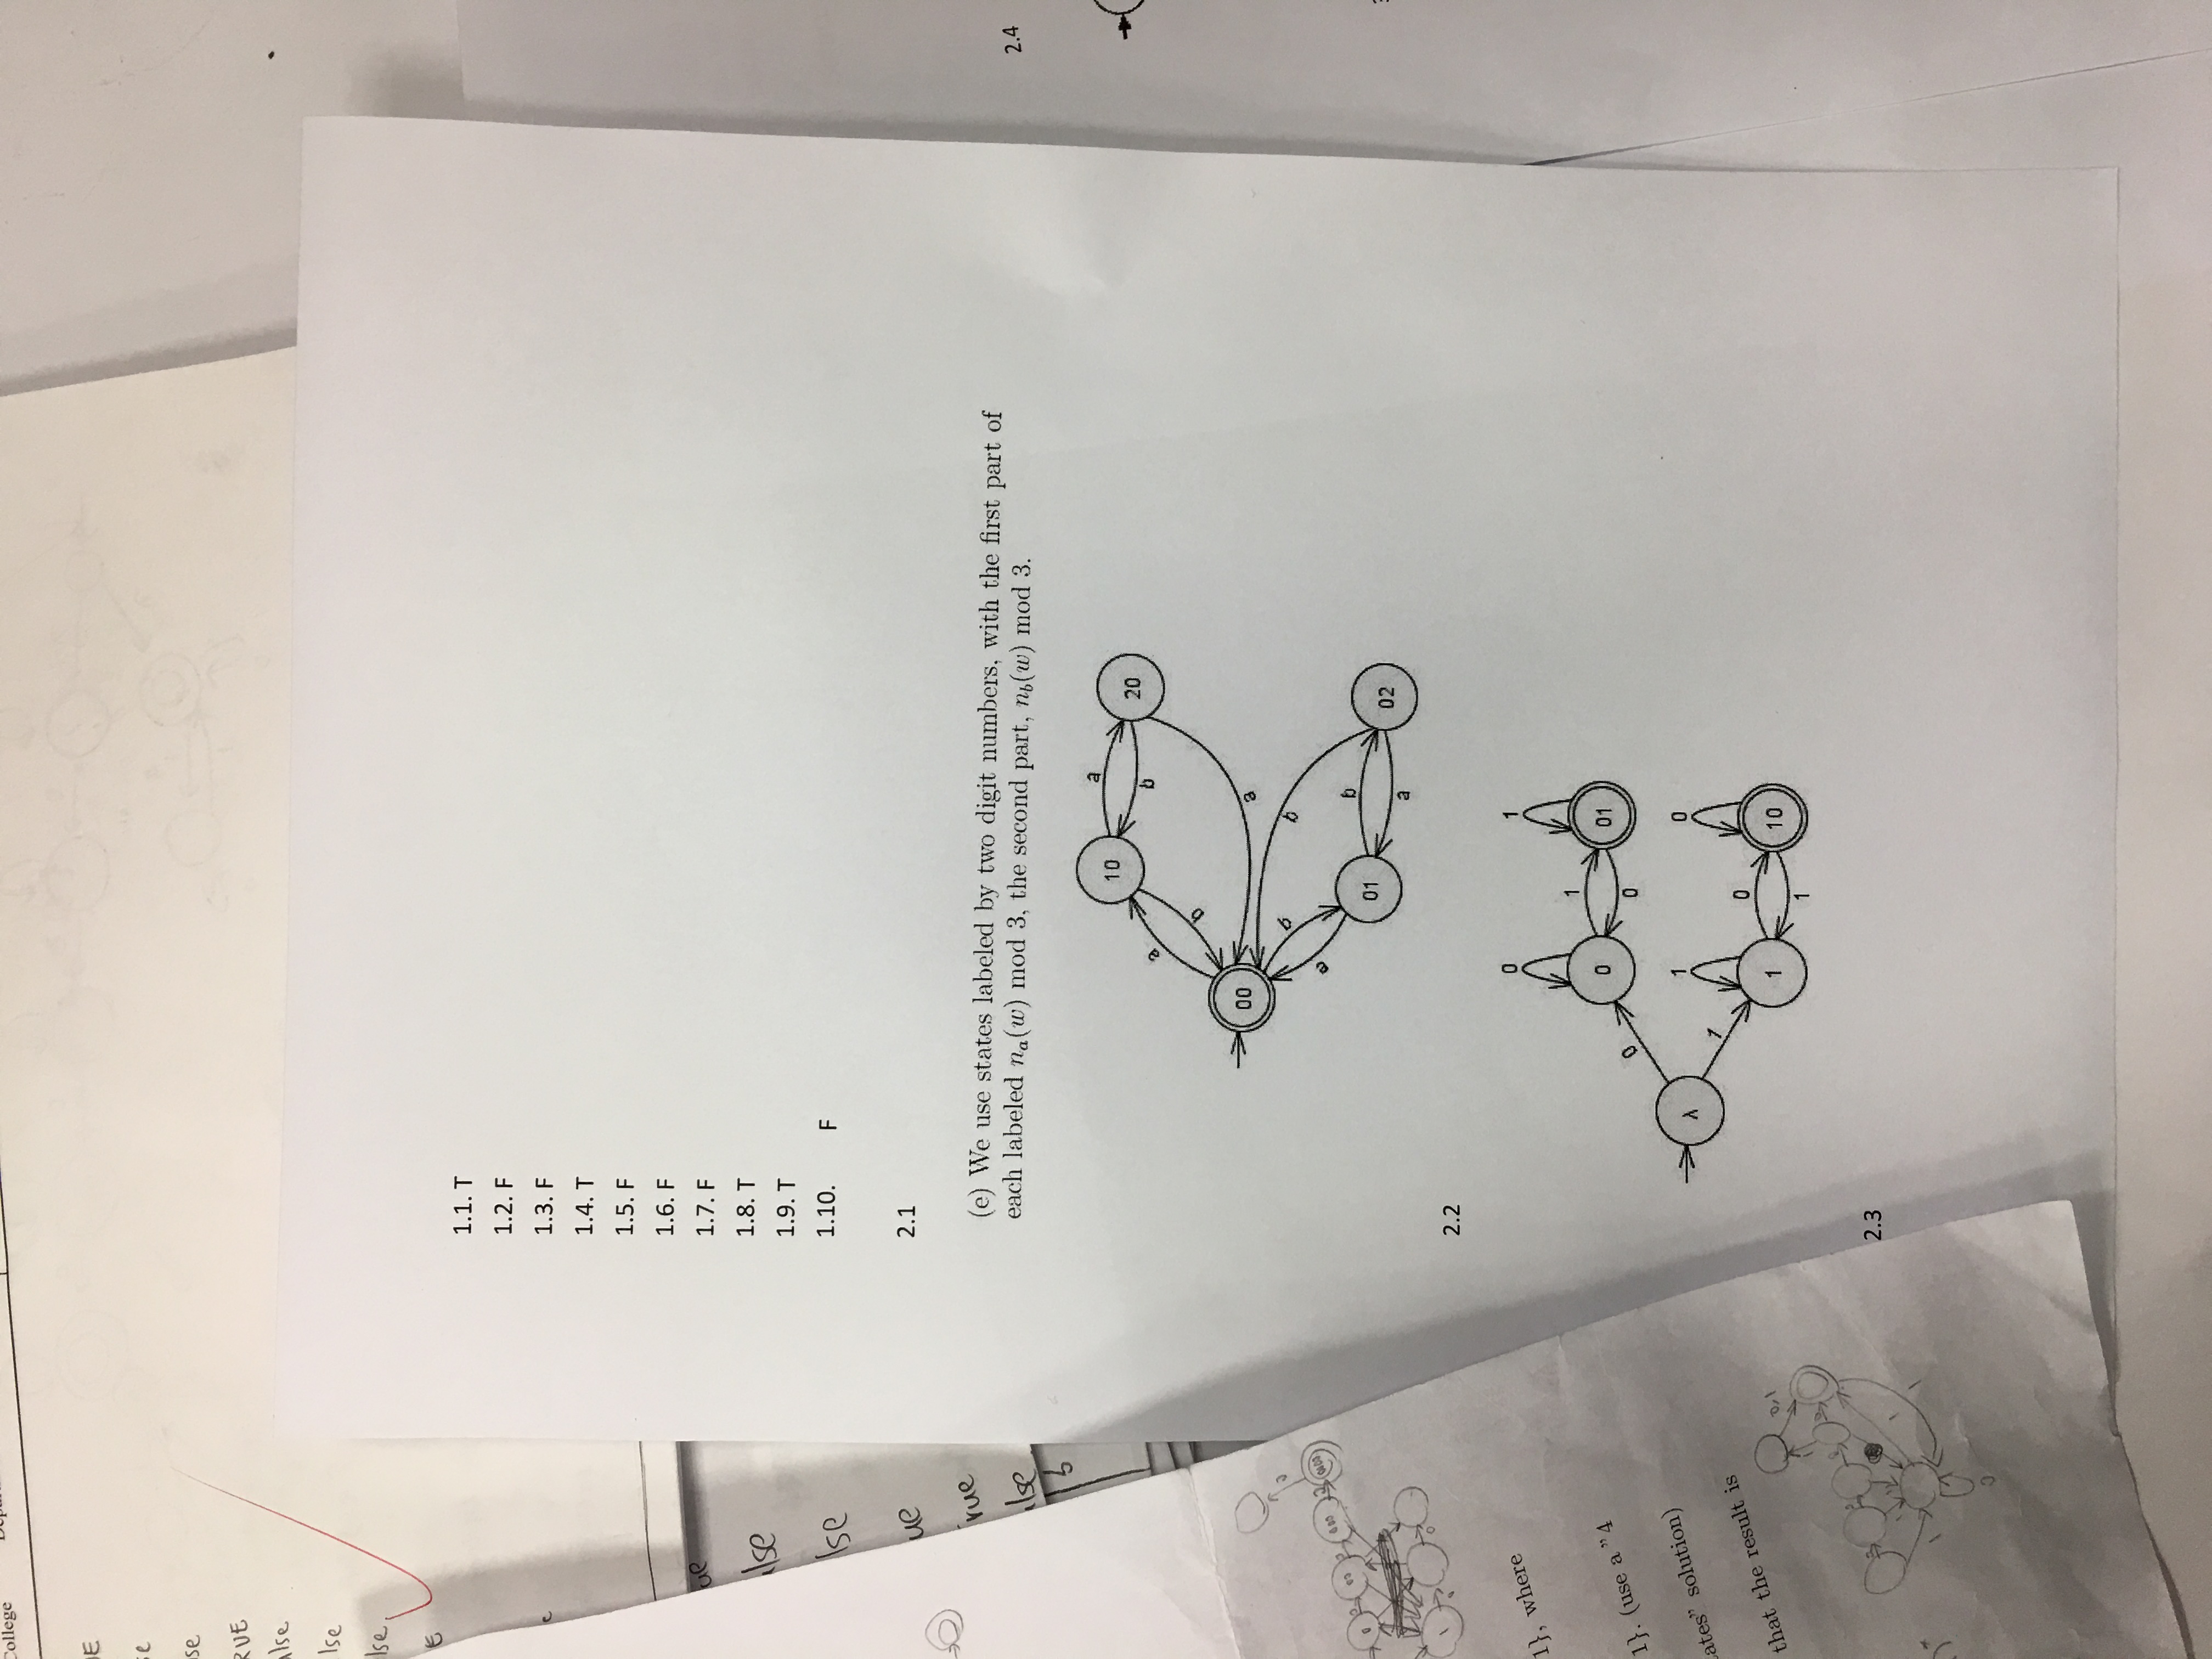 College
RUE
lse
lse
1.1. T
1.2. F
1.3. F
1.4. T
1.5. F
1.6. F
1.7. F
1.8. T
1.9. T
1.10. F
2.1
(e) We use states labeled by two digit numbers, with the first part of
each labeled nₐ(w) mod 3, the second part, n_b(w) mod 3.
10
a
20
b
a
b
00
a
b
b
a
01
b
02
a
2.2
0
1
0
1
01
0
0
λ
1
1
0
1
0
10
1
2.3
ue
lse
lse
ue
rue
lse
b
1}, where
1}. (use a "4
ates" solution)
that the result is
0,1
2.4